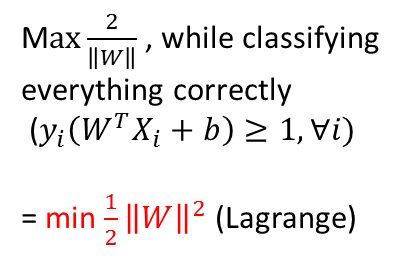 Max 2/‖W‖ , while classifying
everything correctly
(yᵢ(WᵀXᵢ + b) ≥ 1, ∀i)
= min 1/2 ‖W‖² (Lagrange)